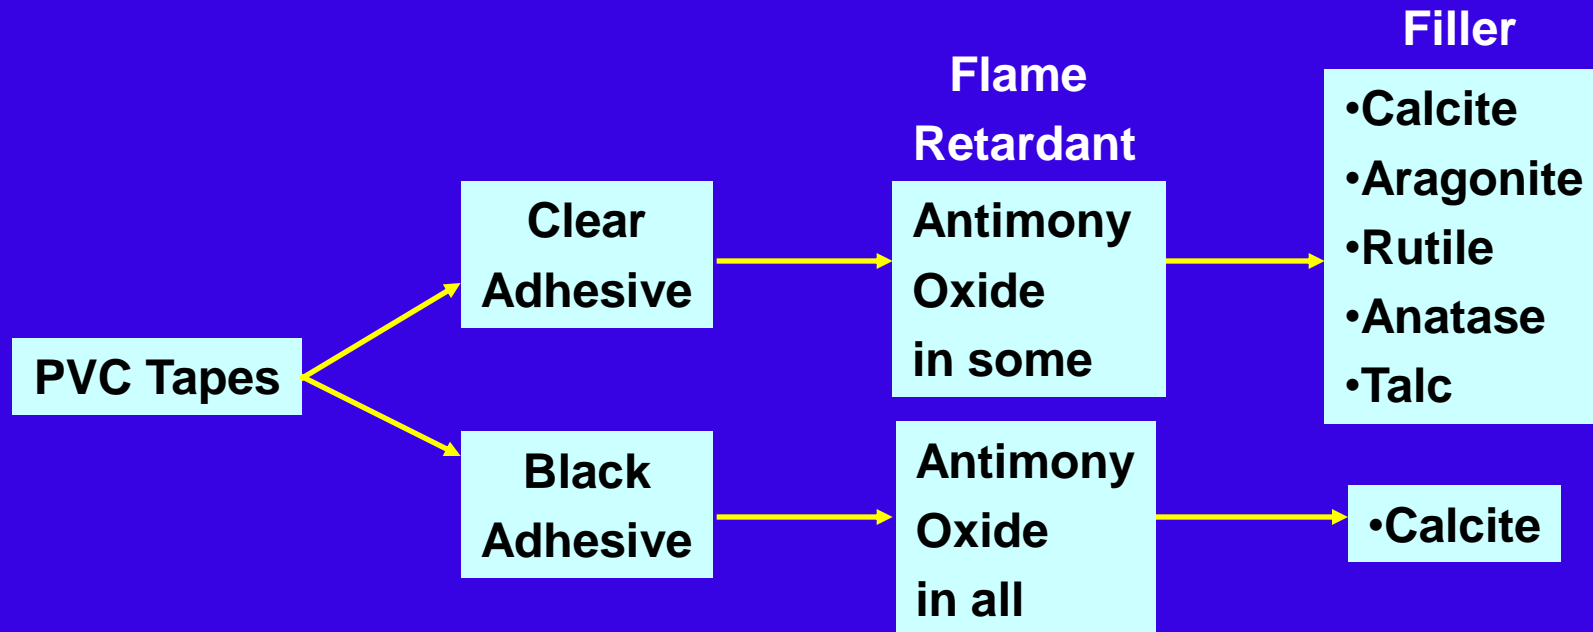 PVC Tapes
Clear
Adhesive
Black
Adhesive
Flame
Retardant
Antimony
Oxide
in some
Antimony
Oxide
in all
Filler
•Calcite
•Aragonite
•Rutile
•Anatase
•Talc
•Calcite